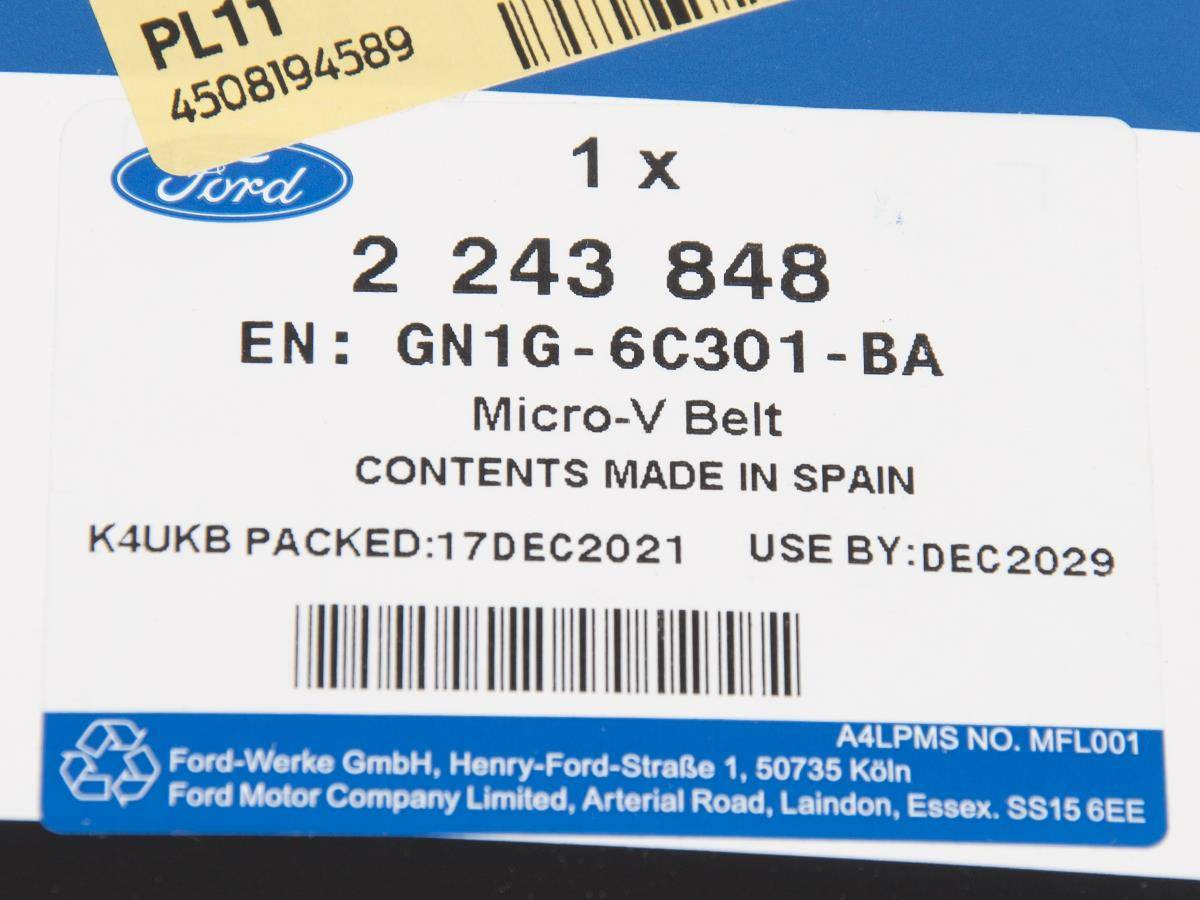 PL11
4508194589
Ford
1 x
2 243 848
EN: GN1G-6C301-BA
Micro-V Belt
CONTENTS MADE IN SPAIN
K4UKB PACKED:17DEC2021 USE BY:DEC2029
A4LPMS NO. MFL001
Ford-Werke GmbH, Henry-Ford-Straße 1, 50735 Köln
Ford Motor Company Limited, Arterial Road, Laindon, Essex. SS15 6EE